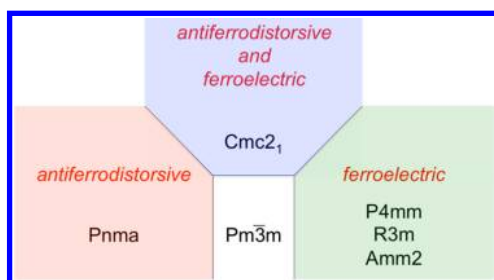 antiferrodistorsive
and
ferroelectric
Cmc2₁
antiferrodistorsive
Pnma
Pm3̅m
ferroelectric
P4mm
R3m
Amm2